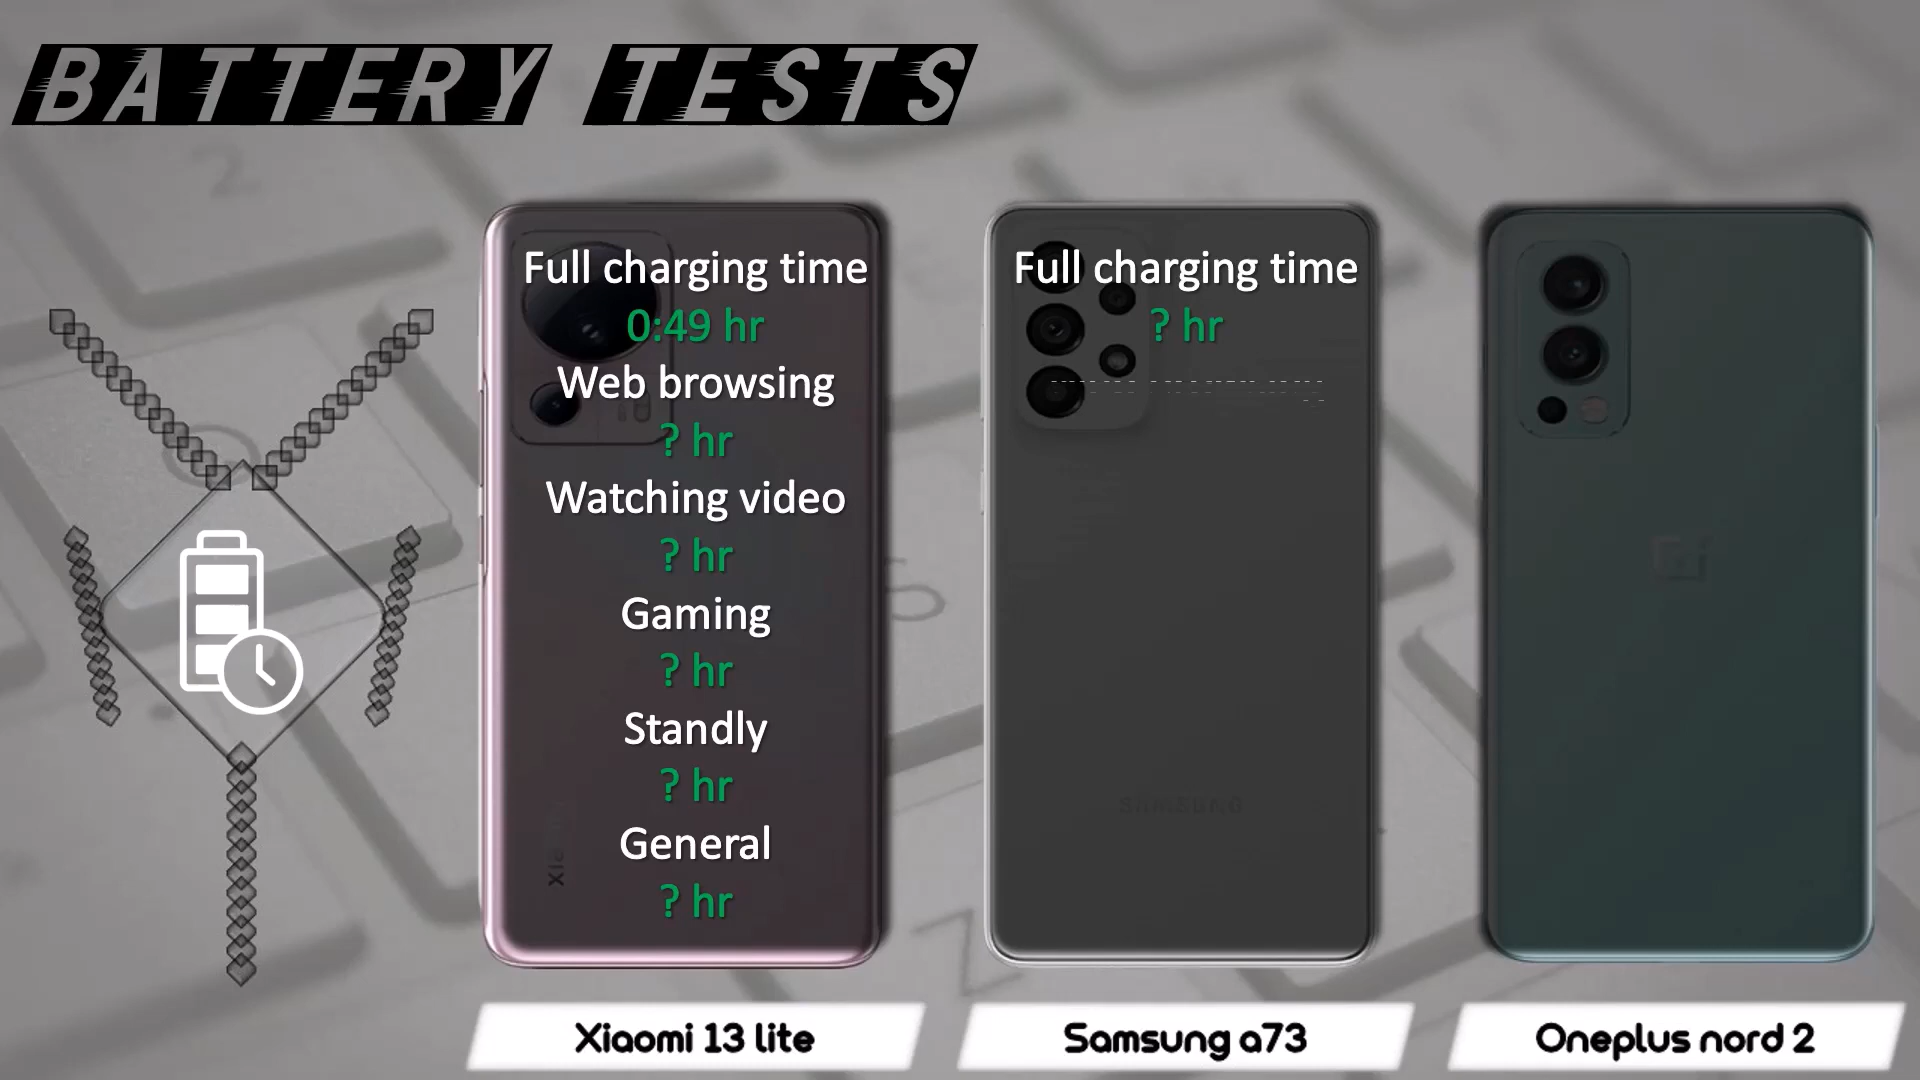 BATTERY TESTS
Full charging time
0:49 hr
Web browsing
? hr
Watching video
? hr
Gaming
? hr
Standly
? hr
General
? hr
Full charging time
? hr
SAMSUNG
Xiaomi 13 lite
Samsung a73
Oneplus nord 2